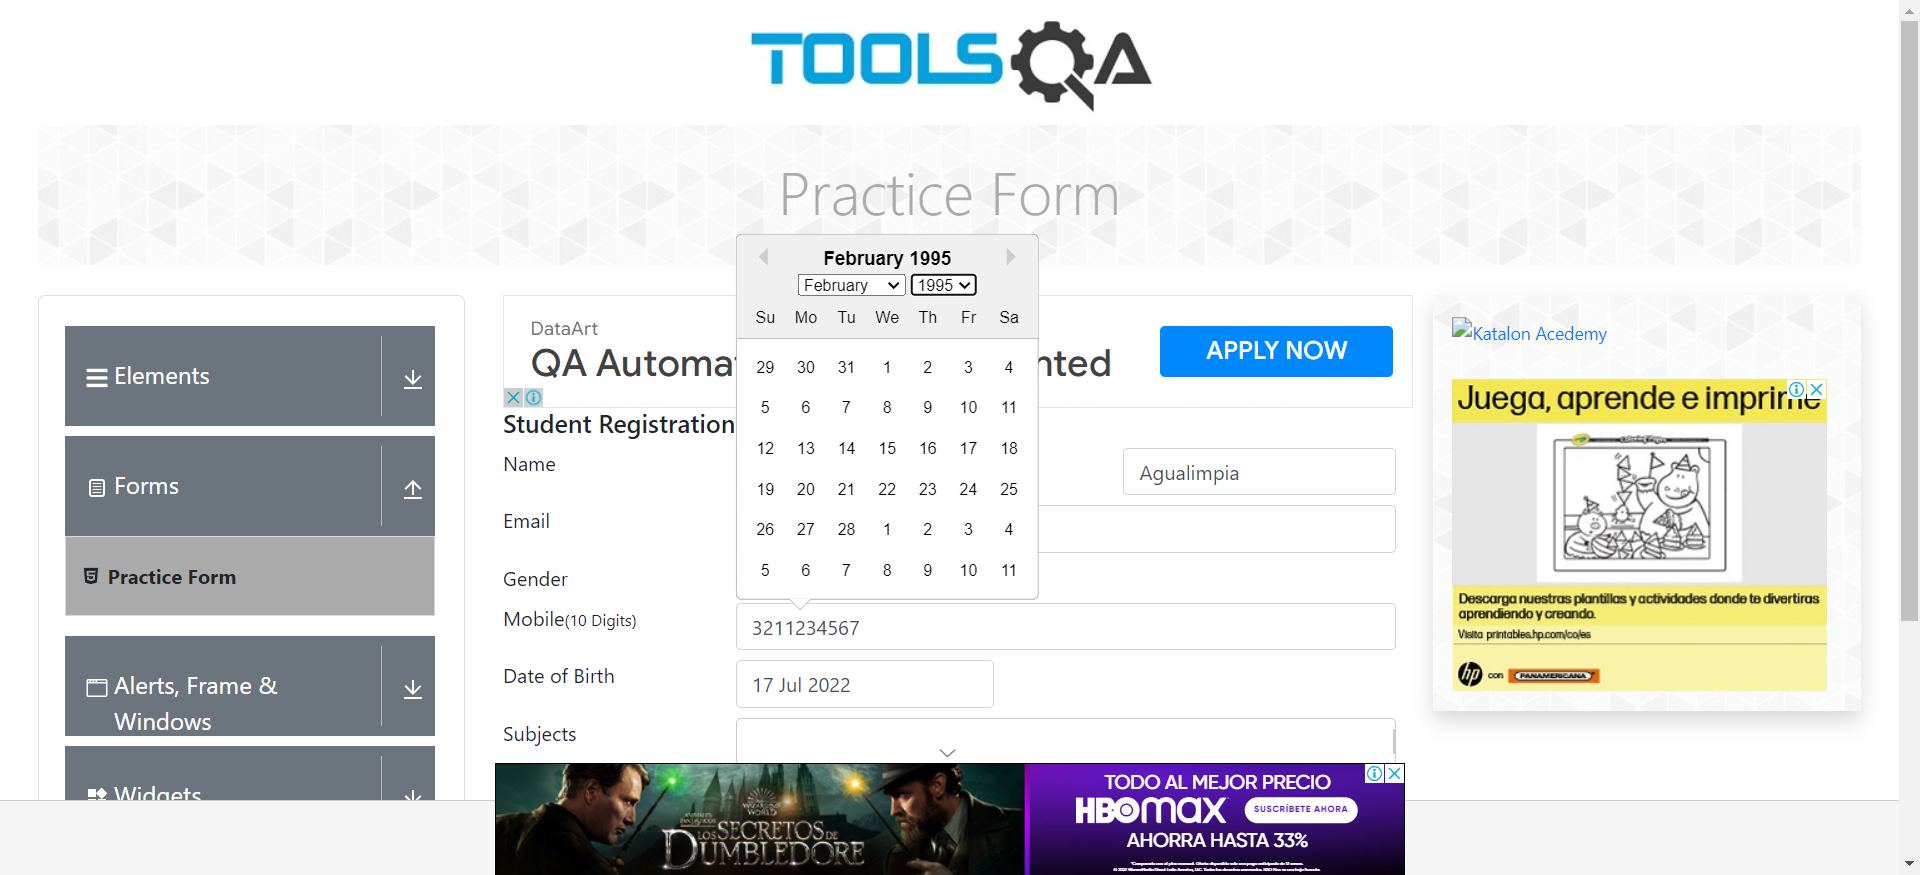 TOOLSQA
Practice Form
February 1995
February 1995
Su Mo Tu We Th Fr Sa
29 30 31 1 2 3 4
5 6 7 8 9 10 11
12 13 14 15 16 17 18
19 20 21 22 23 24 25
26 27 28 1 2 3 4
5 6 7 8 9 10 11
Elements
Forms
Practice Form
Alerts, Frame &
Windows
Widgets
DataArt
QA Automa nted
APPLY NOW
Student Registration
Name
Agualimpia
Email
Gender
Mobile(10 Digits)
3211234567
Date of Birth
17 Jul 2022
Subjects
Katalon Acedemy
Juega, aprende e imprime
Coloring Pages
Descarga nuestras plantillas y actividades donde te divertiras
aprendiendo y creando.
Visita printables.hp.com/co/es
hp con PANAMERICANA
WIZARDING
WORLD
LOS SECRETOS DE
DUMBLEDORE
TODO AL MEJOR PRECIO
HBOMAX
SUSCRÍBETE AHORA
AHORRA HASTA 33%